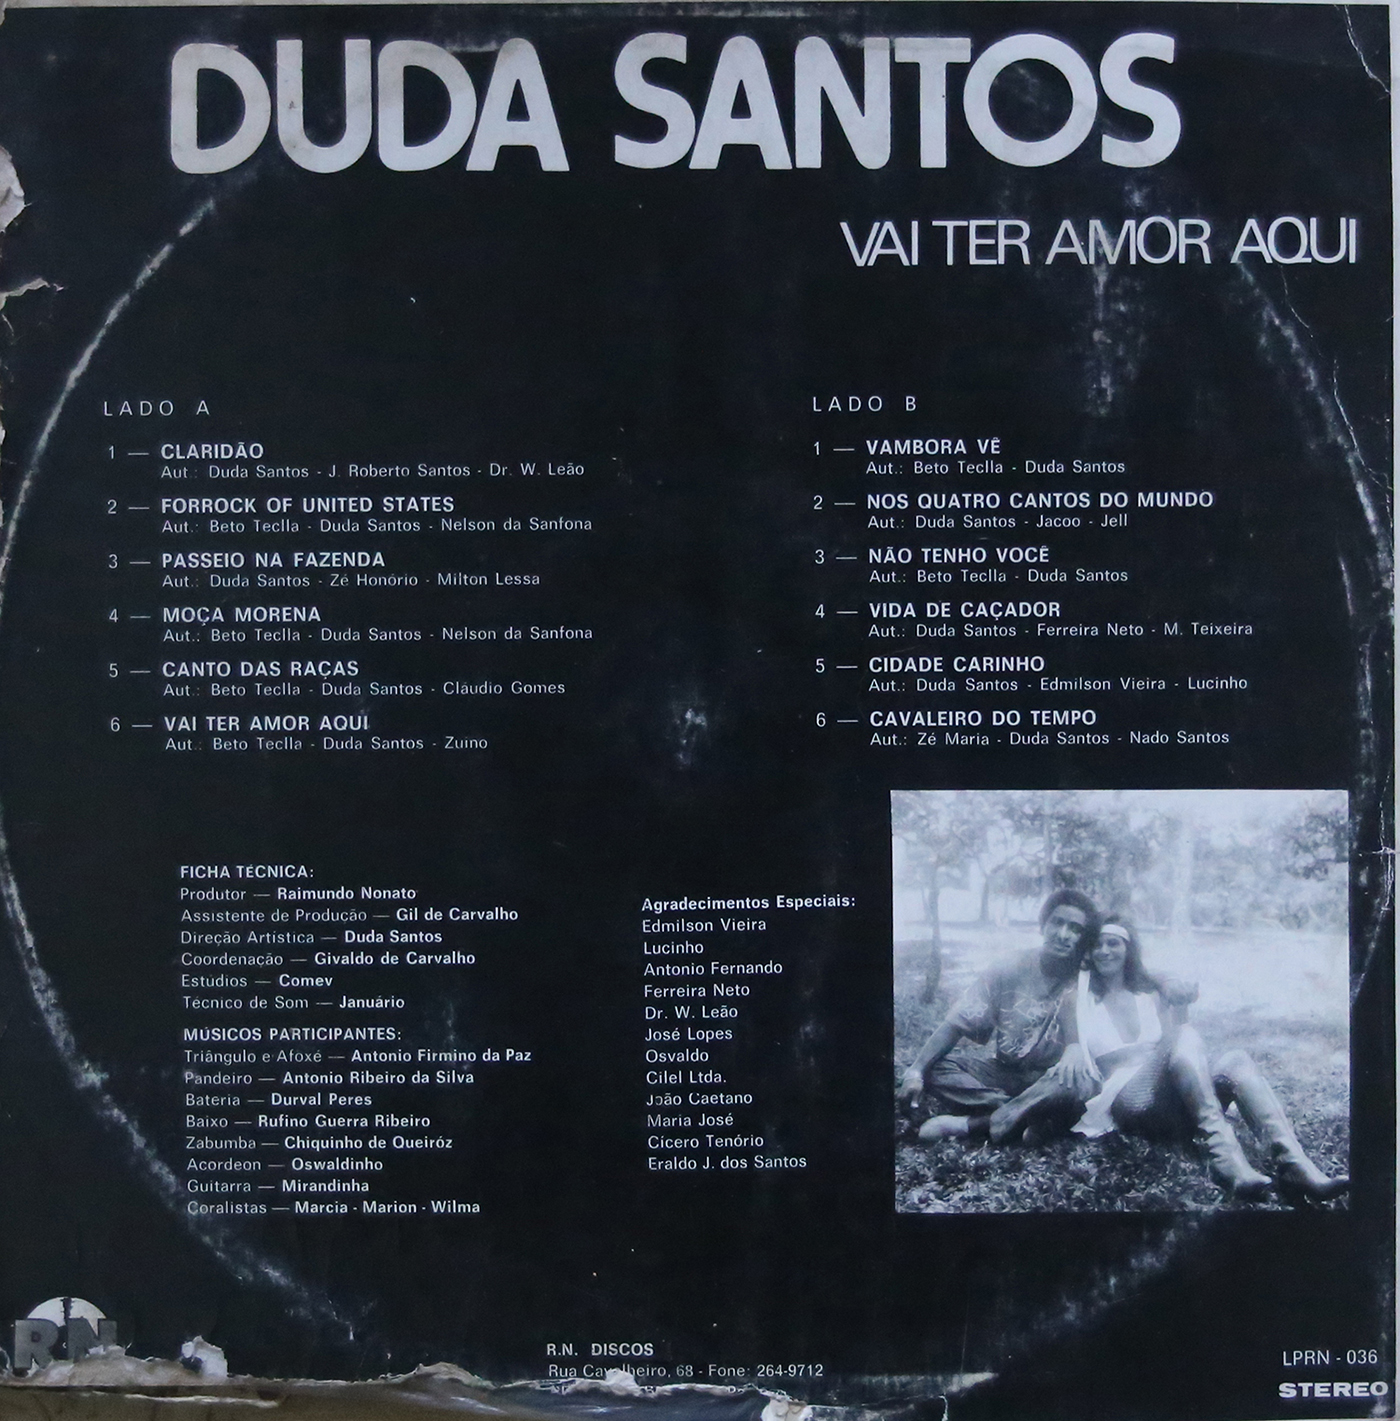 DUDA SANTOS
VAI TER AMOR AQUI
LADO A
1 — CLARIDÃO
Aut.: Duda Santos - J. Roberto Santos - Dr. W. Leão
2 — FORROCK OF UNITED STATES
Aut.: Beto Teclla - Duda Santos - Nelson da Sanfona
3 — PASSEIO NA FAZENDA
Aut.: Duda Santos - Zé Honório - Milton Lessa
4 — MOÇA MORENA
Aut.: Beto Teclla - Duda Santos - Nelson da Sanfona
5 — CANTO DAS RAÇAS
Aut.: Beto Teclla - Duda Santos - Cláudio Gomes
6 — VAI TER AMOR AQUI
Aut.: Beto Teclla - Duda Santos - Zuino
LADO B
1 — VAMBORA VÊ
Aut.: Beto Teclla - Duda Santos
2 — NOS QUATRO CANTOS DO MUNDO
Aut.: Duda Santos - Jacoo - Jell
3 — NÃO TENHO VOCÊ
Aut.: Beto Teclla - Duda Santos
4 — VIDA DE CAÇADOR
Aut.: Duda Santos - Ferreira Neto - M. Teixeira
5 — CIDADE CARINHO
Aut.: Duda Santos - Edmilson Vieira - Lucinho
6 — CAVALEIRO DO TEMPO
Aut.: Zé Maria - Duda Santos - Nado Santos
FICHA TÉCNICA:
Produtor — Raimundo Nonato
Assistente de Produção — Gil de Carvalho
Direção Artística — Duda Santos
Coordenação — Givaldo de Carvalho
Estúdios — Comev
Técnico de Som — Januário
MÚSICOS PARTICIPANTES:
Triângulo e Afoxé — Antonio Firmino da Paz
Pandeiro — Antonio Ribeiro da Silva
Bateria — Durval Peres
Baixo — Rufino Guerra Ribeiro
Zabumba — Chiquinho de Queiróz
Acordeon — Oswaldinho
Guitarra — Mirandinha
Coralistas — Marcia - Marion - Wilma
Agradecimentos Especiais:
Edmilson Vieira
Lucinho
Antonio Fernando
Ferreira Neto
Dr. W. Leão
José Lopes
Osvaldo
Cilel Ltda.
João Caetano
Maria José
Cícero Tenório
Eraldo J. dos Santos
RN
R.N. DISCOS
Rua 68 - Fone: 264-9712
LPRN - 036
STEREO